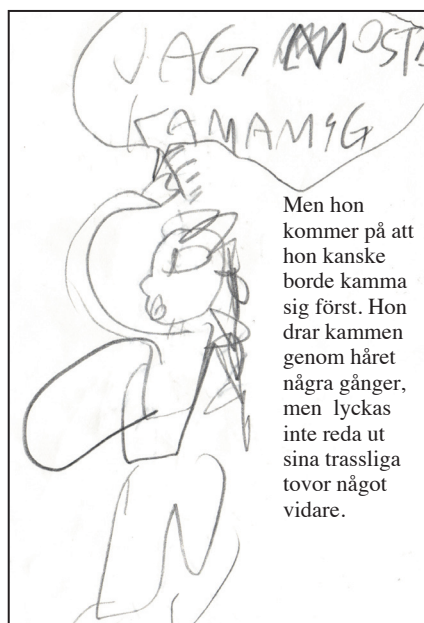 JAG MOSTE
KAMAMIG
Men hon
kommer på att
hon kanske
borde kamma
sig först. Hon
drar kammen
genom håret
några gånger,
men lyckas
inte reda ut
sina trassliga
tovor något
vidare.